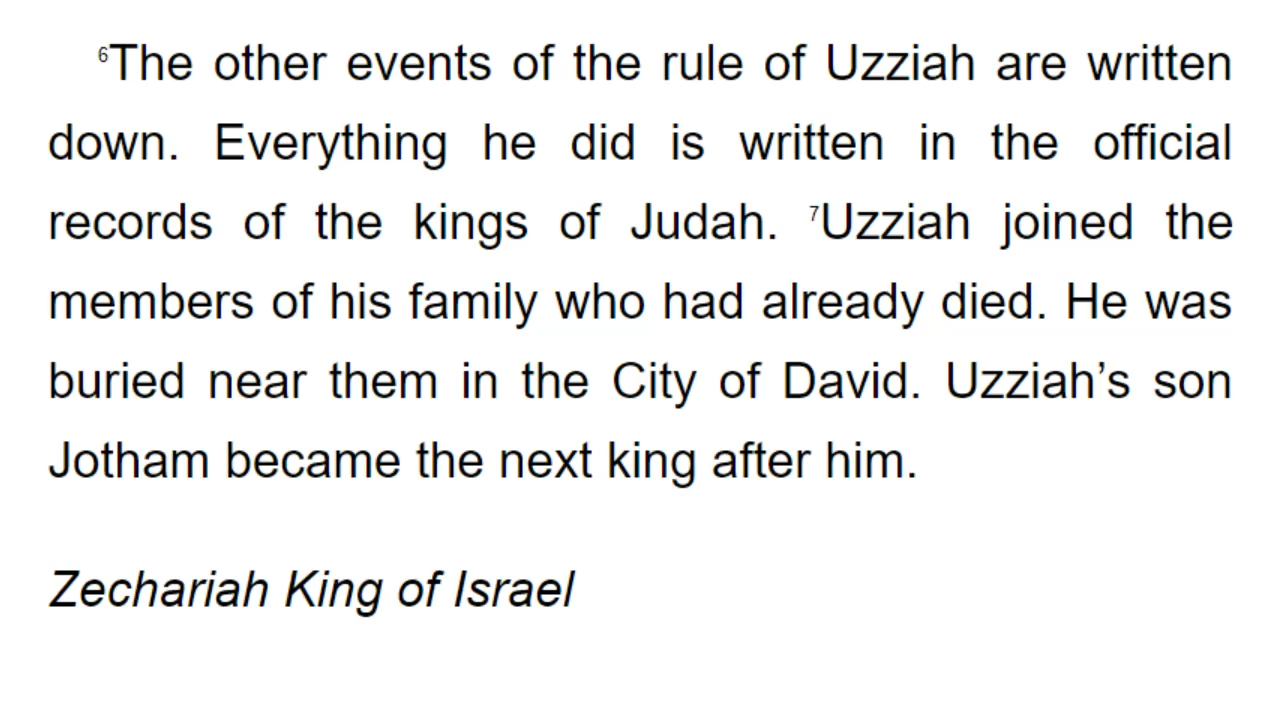 ⁶The other events of the rule of Uzziah are written
down. Everything he did is written in the official
records of the kings of Judah. ⁷Uzziah joined the
members of his family who had already died. He was
buried near them in the City of David. Uzziah’s son
Jotham became the next king after him.
Zechariah King of Israel